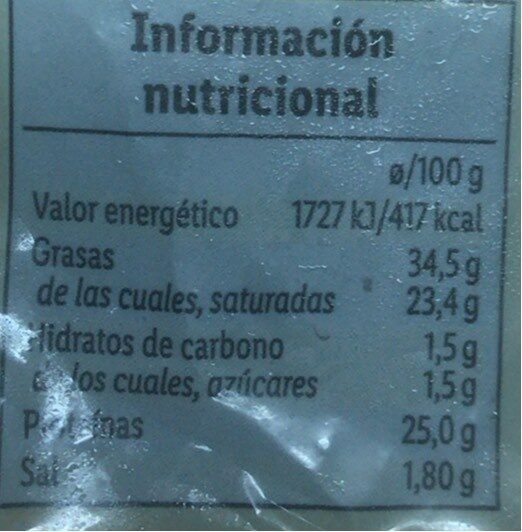 Información
nutricional
ø/100 g
Valor energético 1727 kJ/417 kcal
Grasas 34,5 g
de las cuales, saturadas 23,4 g
Hidratos de carbono 1,5 g
de los cuales, azúcares 1,5 g
Proteínas 25,0 g
Sal 1,80 g